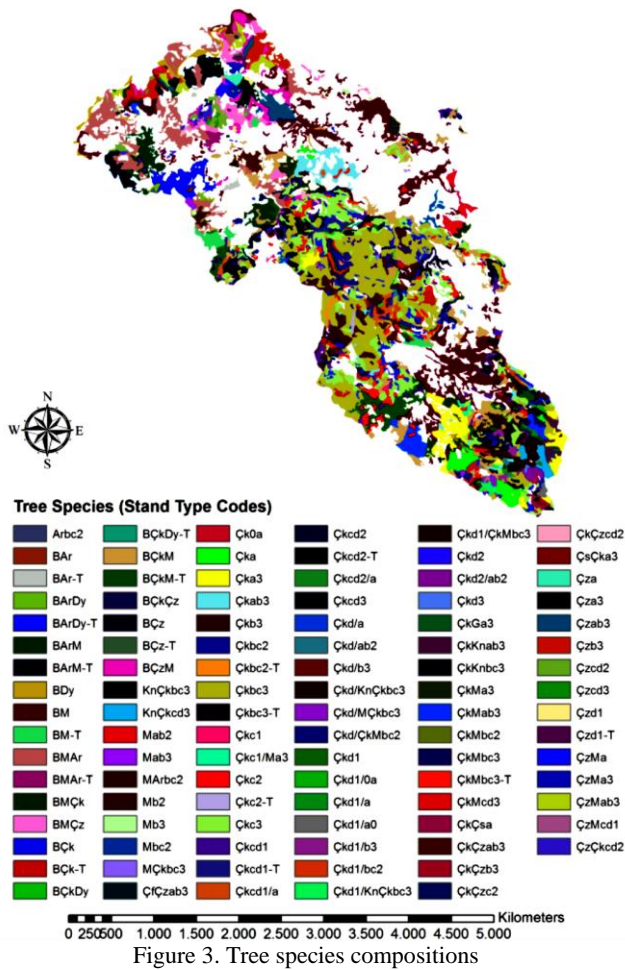 N
W E
S
Tree Species (Stand Type Codes)
Arbc2 BÇkDy-T Çk0a Çkcd2 Çkd1/ÇkMbc3 ÇkÇzcd2
BAr BÇkM Çka Çkcd2-T Çkd2 ÇsÇka3
BAr-T BÇkM-T Çka3 Çkcd2/a Çkd2/ab2 Çza
BArDy BÇkÇz Çkab3 Çkcd3 Çkd3 Çza3
BArDy-T BÇz Çkb3 Çkd/a ÇkGa3 Çzab3
BArM BÇz-T Çkbc2 Çkd/ab2 ÇkKnab3 Çzb3
BArM-T BÇzM Çkbc2-T Çkd/b3 ÇkKnbc3 Çzcd2
BDy KnÇkbc3 Çkbc3 Çkd/KnÇkbc3 ÇkMa3 Çzcd3
BM KnÇkcd3 Çkbc3-T Çkd/MÇkbc3 ÇkMab3 Çzd1
BM-T Mab2 Çkc1 Çkd/ÇkMbc2 ÇkMbc2 Çzd1-T
BMAr Mab3 Çkc1/Ma3 Çkd1 ÇkMbc3 ÇzMa
BMAr-T MArbc2 Çkc2 Çkd1/0a ÇkMbc3-T ÇzMa3
BMÇk Mb2 Çkc2-T Çkd1/a ÇkMcd3 ÇzMab3
BMÇz Mb3 Çkc3 Çkd1/a0 ÇkÇsa ÇzMcd1
BÇk Mbc2 Çkcd1 Çkd1/b3 ÇkÇzab3 ÇzÇkcd2
BÇk-T MÇkbc3 Çkcd1-T Çkd1/bc2 ÇkÇzb3
BÇkDy ÇfÇzab3 Çkcd1/a Çkd1/KnÇkbc3 ÇkÇzc2
Kilometers
0 250500 1.000 1.500 2.000 2.500 3.000 3.500 4.000 4.500 5.000
Figure 3. Tree species compositions